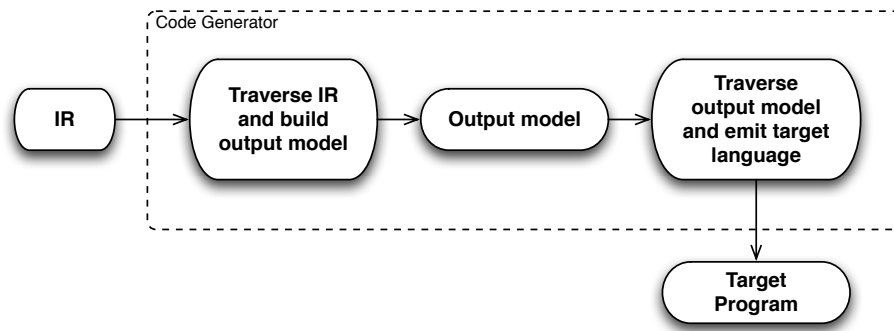 Code Generator
IR
Traverse IR
and build
output model
Output model
Traverse
output model
and emit target
language
Target
Program